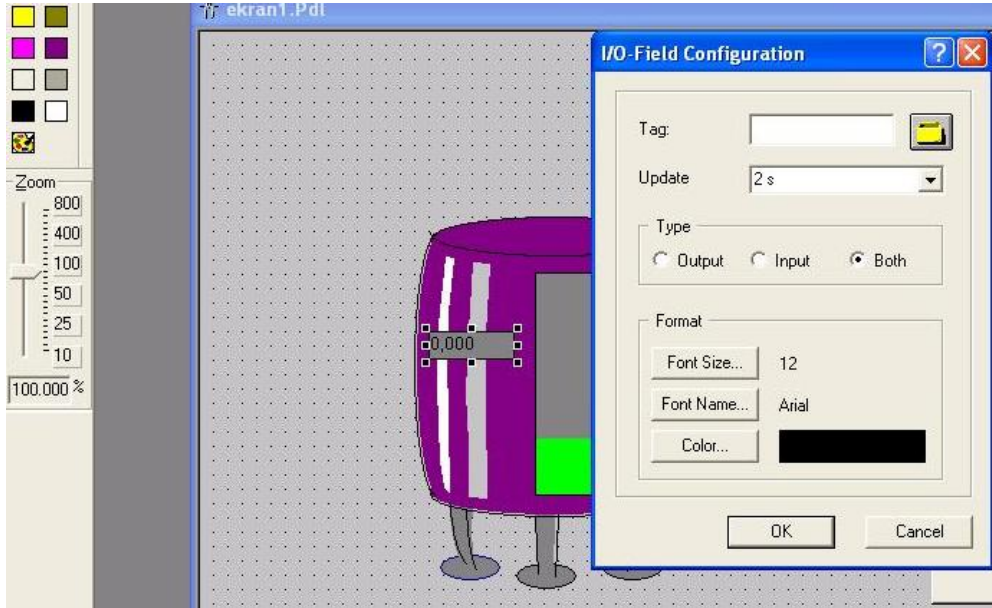 ekran1.Pdl
Zoom
800
400
100
50
25
10
100.000 %
0,000
I/O-Field Configuration
Tag:
Update
2 s
Type
Output
Input
Both
Format
Font Size...
12
Font Name...
Arial
Color...
OK
Cancel